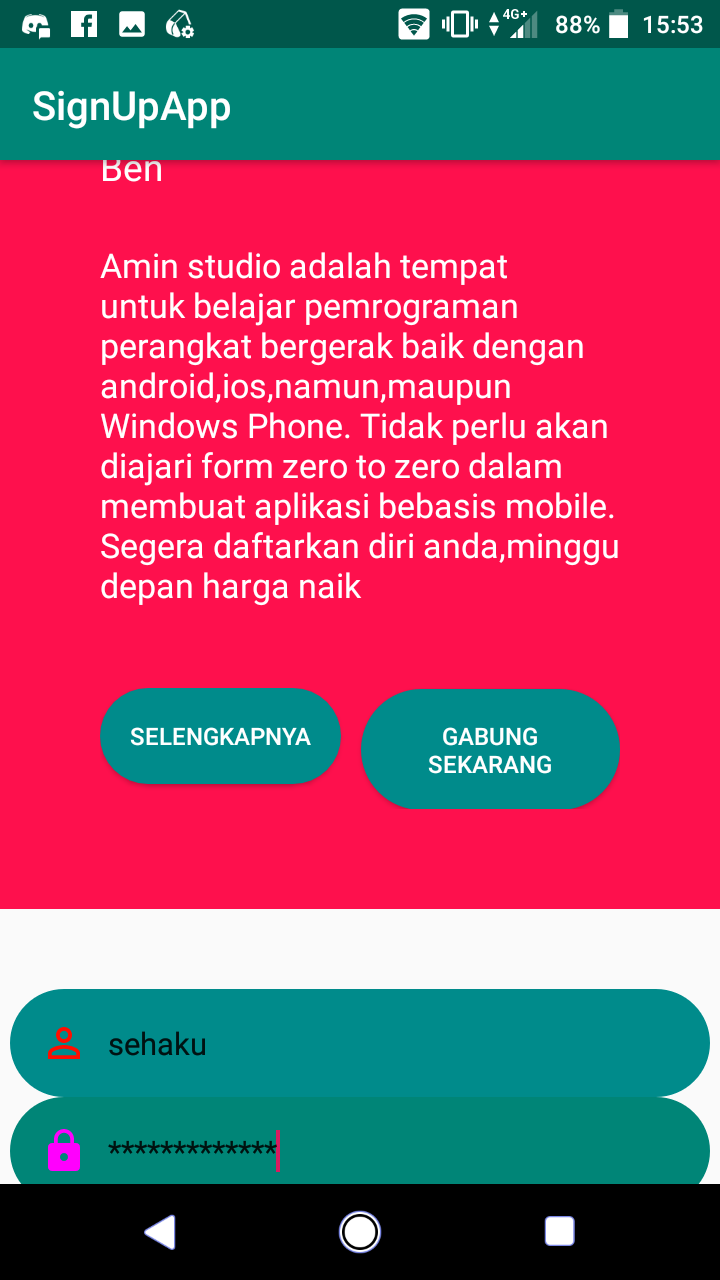 4G+
88%
15:53
SignUpApp
Ben
Amin studio adalah tempat
untuk belajar pemrograman
perangkat bergerak baik dengan
android,ios,namun,maupun
Windows Phone. Tidak perlu akan
diajari form zero to zero dalam
membuat aplikasi bebasis mobile.
Segera daftarkan diri anda,minggu
depan harga naik
SELENGKAPNYA
GABUNG
SEKARANG
sehaku
*************